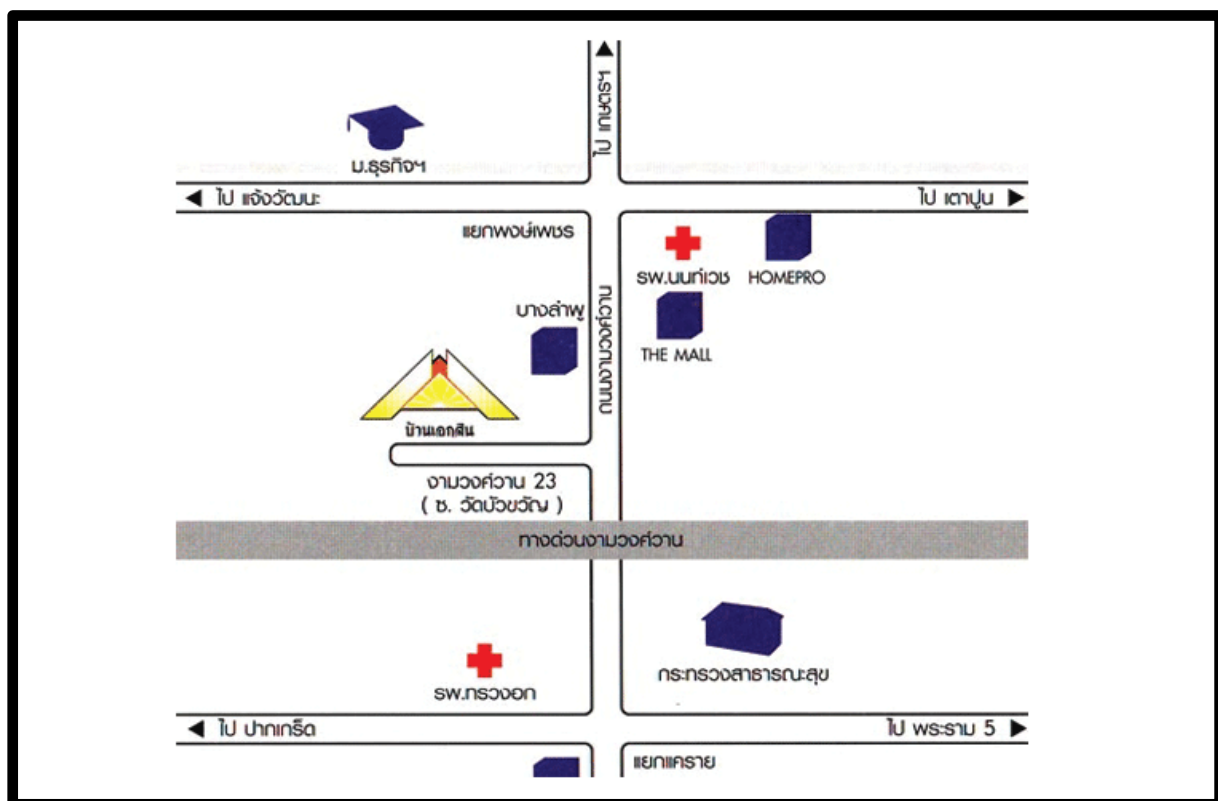 ไป เกษตรฯ
ม.ธุรกิจฯ
ไป แจ้งวัฒนะ
ไป เตาปูน
แยกพงษ์เพชร
รพ.นนท์เวช
HOMEPRO
บางลำพู
ถนนงามวงศ์วาน
THE MALL
บ้านเอกสิน
งามวงศ์วาน 23
( ซ. วัดบัวขวัญ )
ทางด่วนงามวงศ์วาน
กระทรวงสาธารณะสุข
รพ.ทรวงอก
ไป ปากเกร็ด
ไป พระราม 5
แยกแคราย